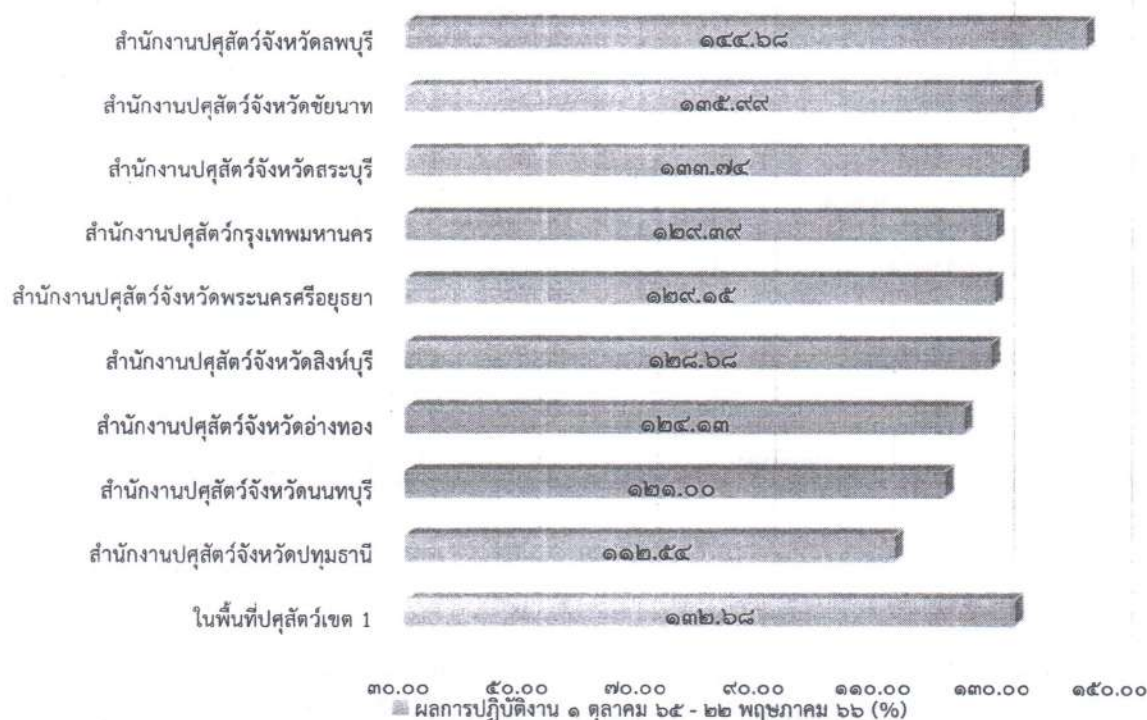 สำนักงานปศุสัตว์จังหวัดลพบุรี ๑๔๔.๖๘
สำนักงานปศุสัตว์จังหวัดชัยนาท ๑๓๕.๙๙
สำนักงานปศุสัตว์จังหวัดสระบุรี ๑๓๓.๗๔
สำนักงานปศุสัตว์กรุงเทพมหานคร ๑๒๙.๓๙
สำนักงานปศุสัตว์จังหวัดพระนครศรีอยุธยา ๑๒๙.๑๕
สำนักงานปศุสัตว์จังหวัดสิงห์บุรี ๑๒๘.๖๘
สำนักงานปศุสัตว์จังหวัดอ่างทอง ๑๒๔.๑๓
สำนักงานปศุสัตว์จังหวัดนนทบุรี ๑๒๑.๐๐
สำนักงานปศุสัตว์จังหวัดปทุมธานี ๑๑๒.๕๔
ในพื้นที่ปศุสัตว์เขต 1 ๑๓๒.๖๘
๓๐.๐๐ ๕๐.๐๐ ๗๐.๐๐ ๙๐.๐๐ ๑๑๐.๐๐ ๑๓๐.๐๐ ๑๕๐.๐๐
ผลการปฏิบัติงาน ๑ ตุลาคม ๖๕ - ๒๒ พฤษภาคม ๖๖ (%)